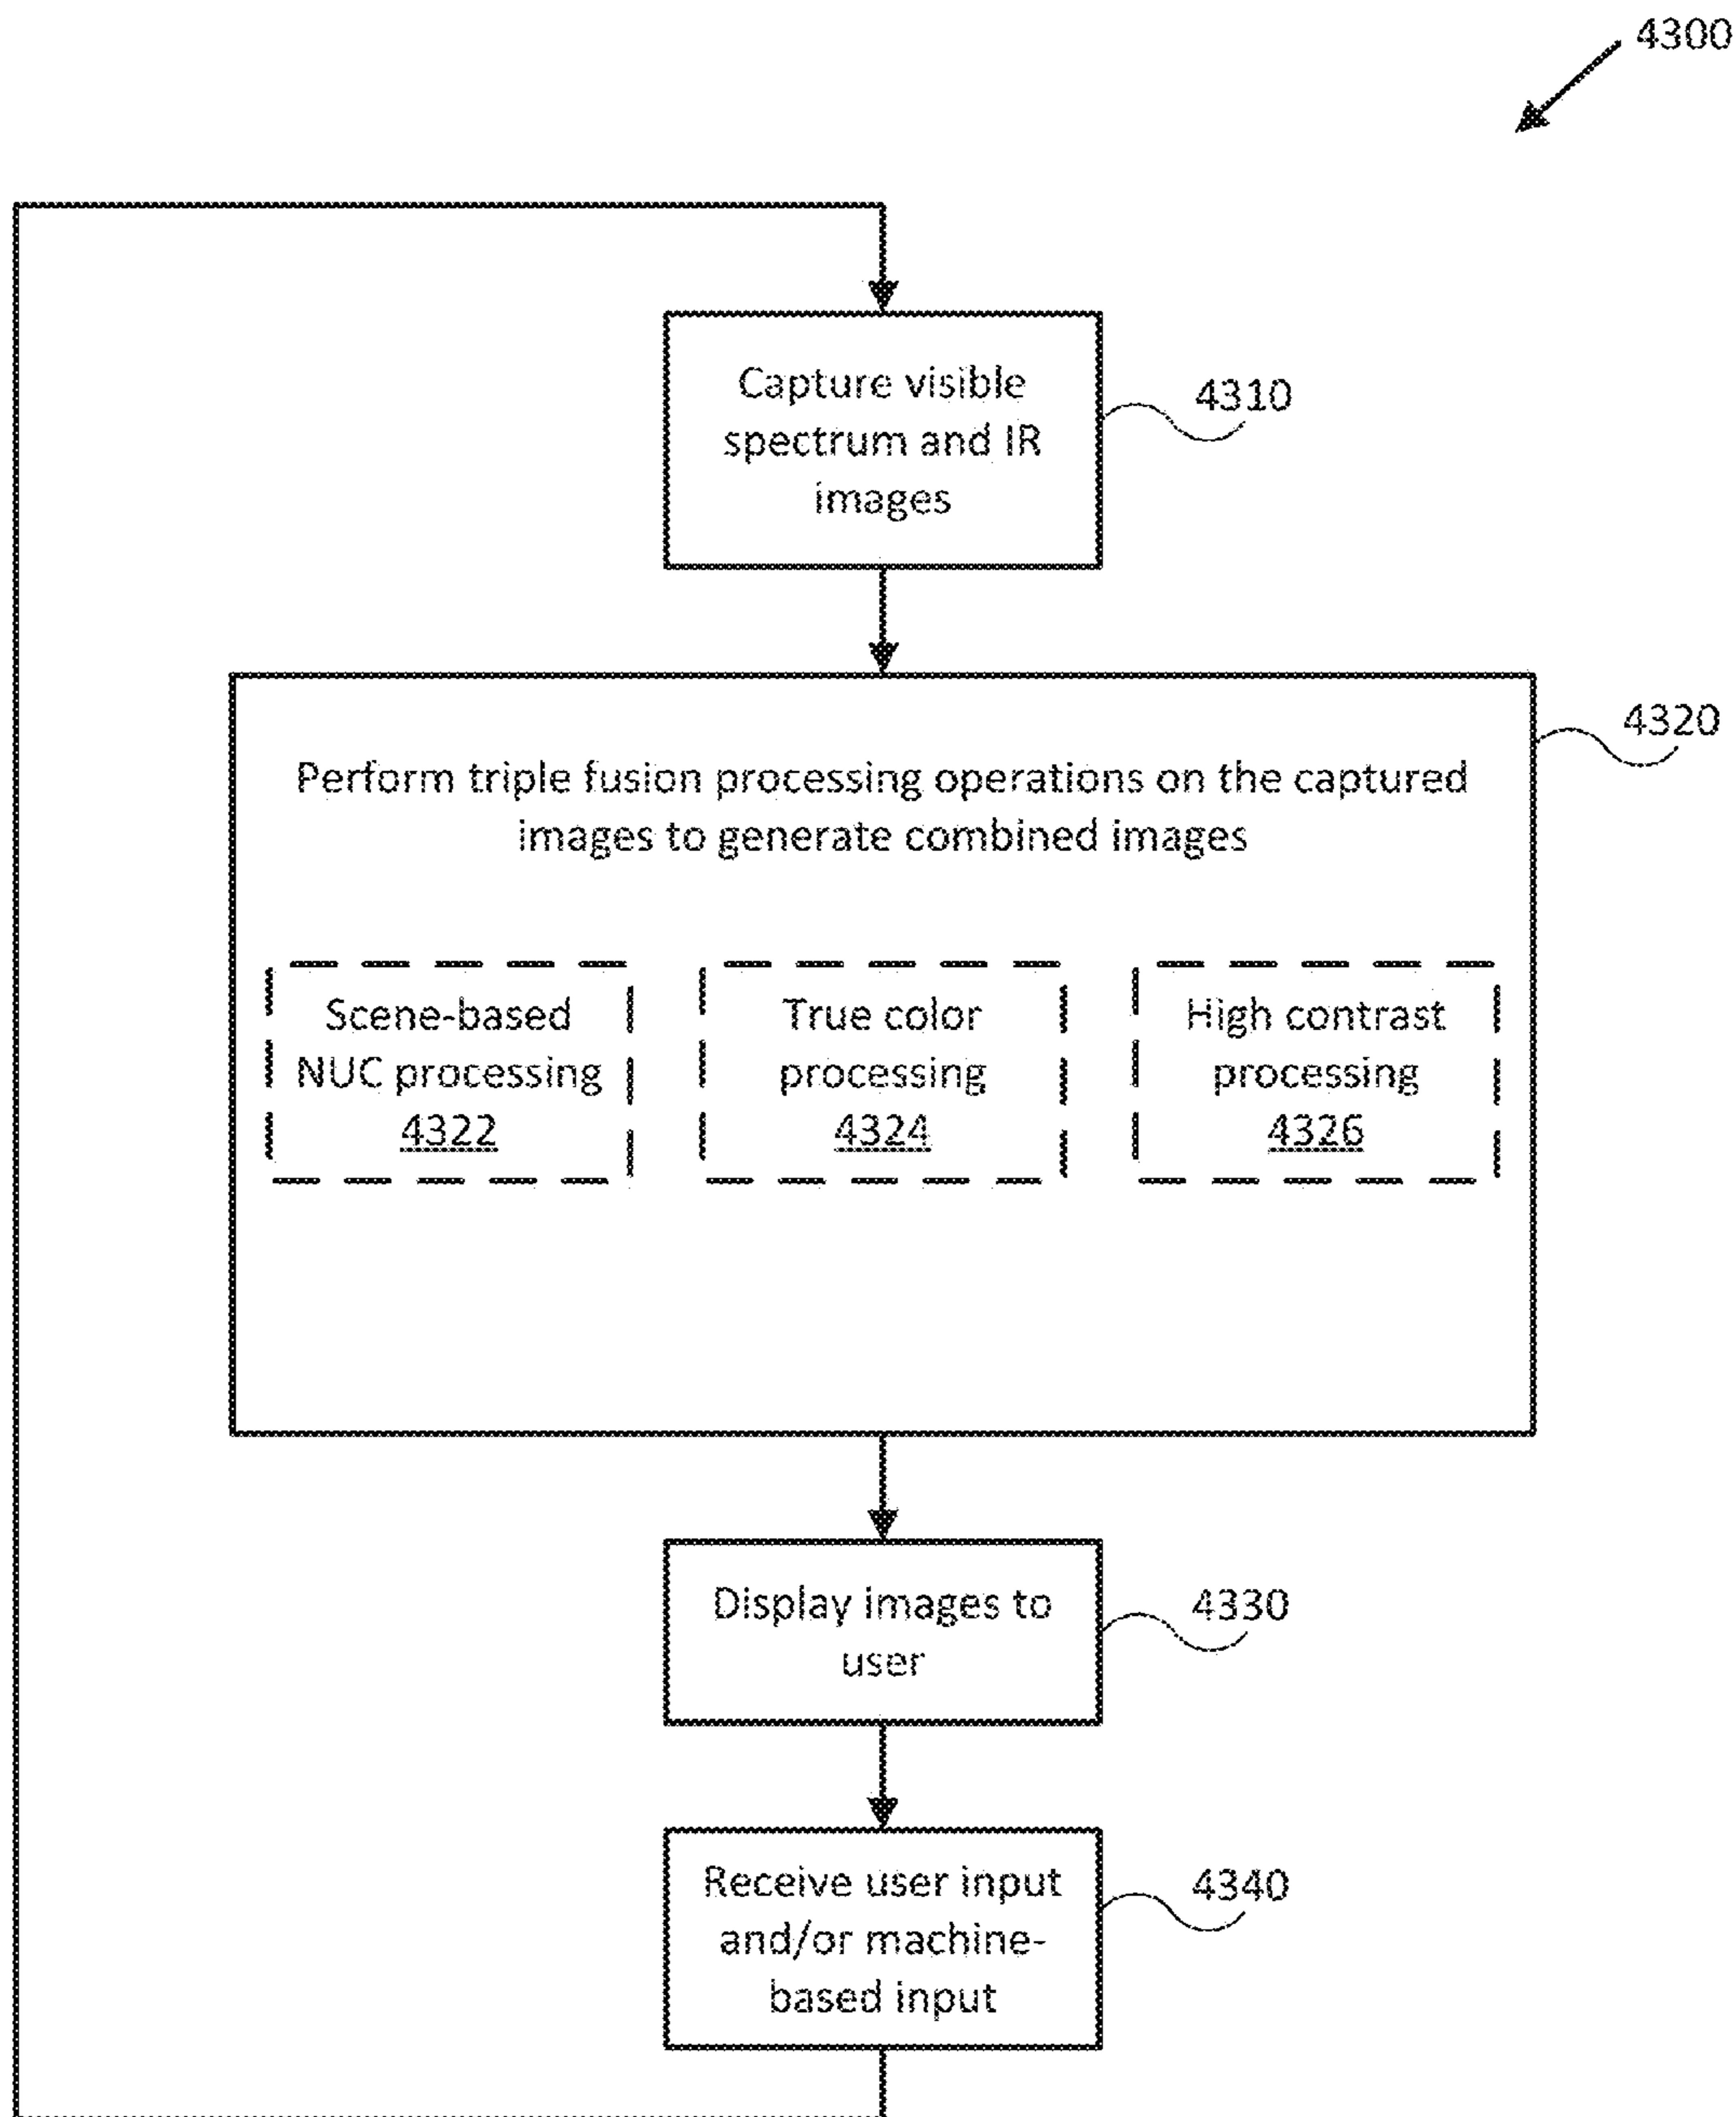 4300
Capture visible
spectrum and IR
images
4310
4320
Perform triple fusion processing operations on the captured
images to generate combined images
Scene-based
NUC processing
4322
True color
processing
4324
High contrast
processing
4326
Display images to
user
4330
Receive user input
and/or machine-
based input
4340